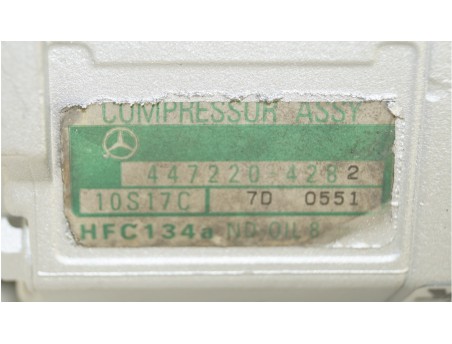 COMPRESSOR ASSY
447220-4282
10S17C 7D 0551
HFC134a ND-OIL 8